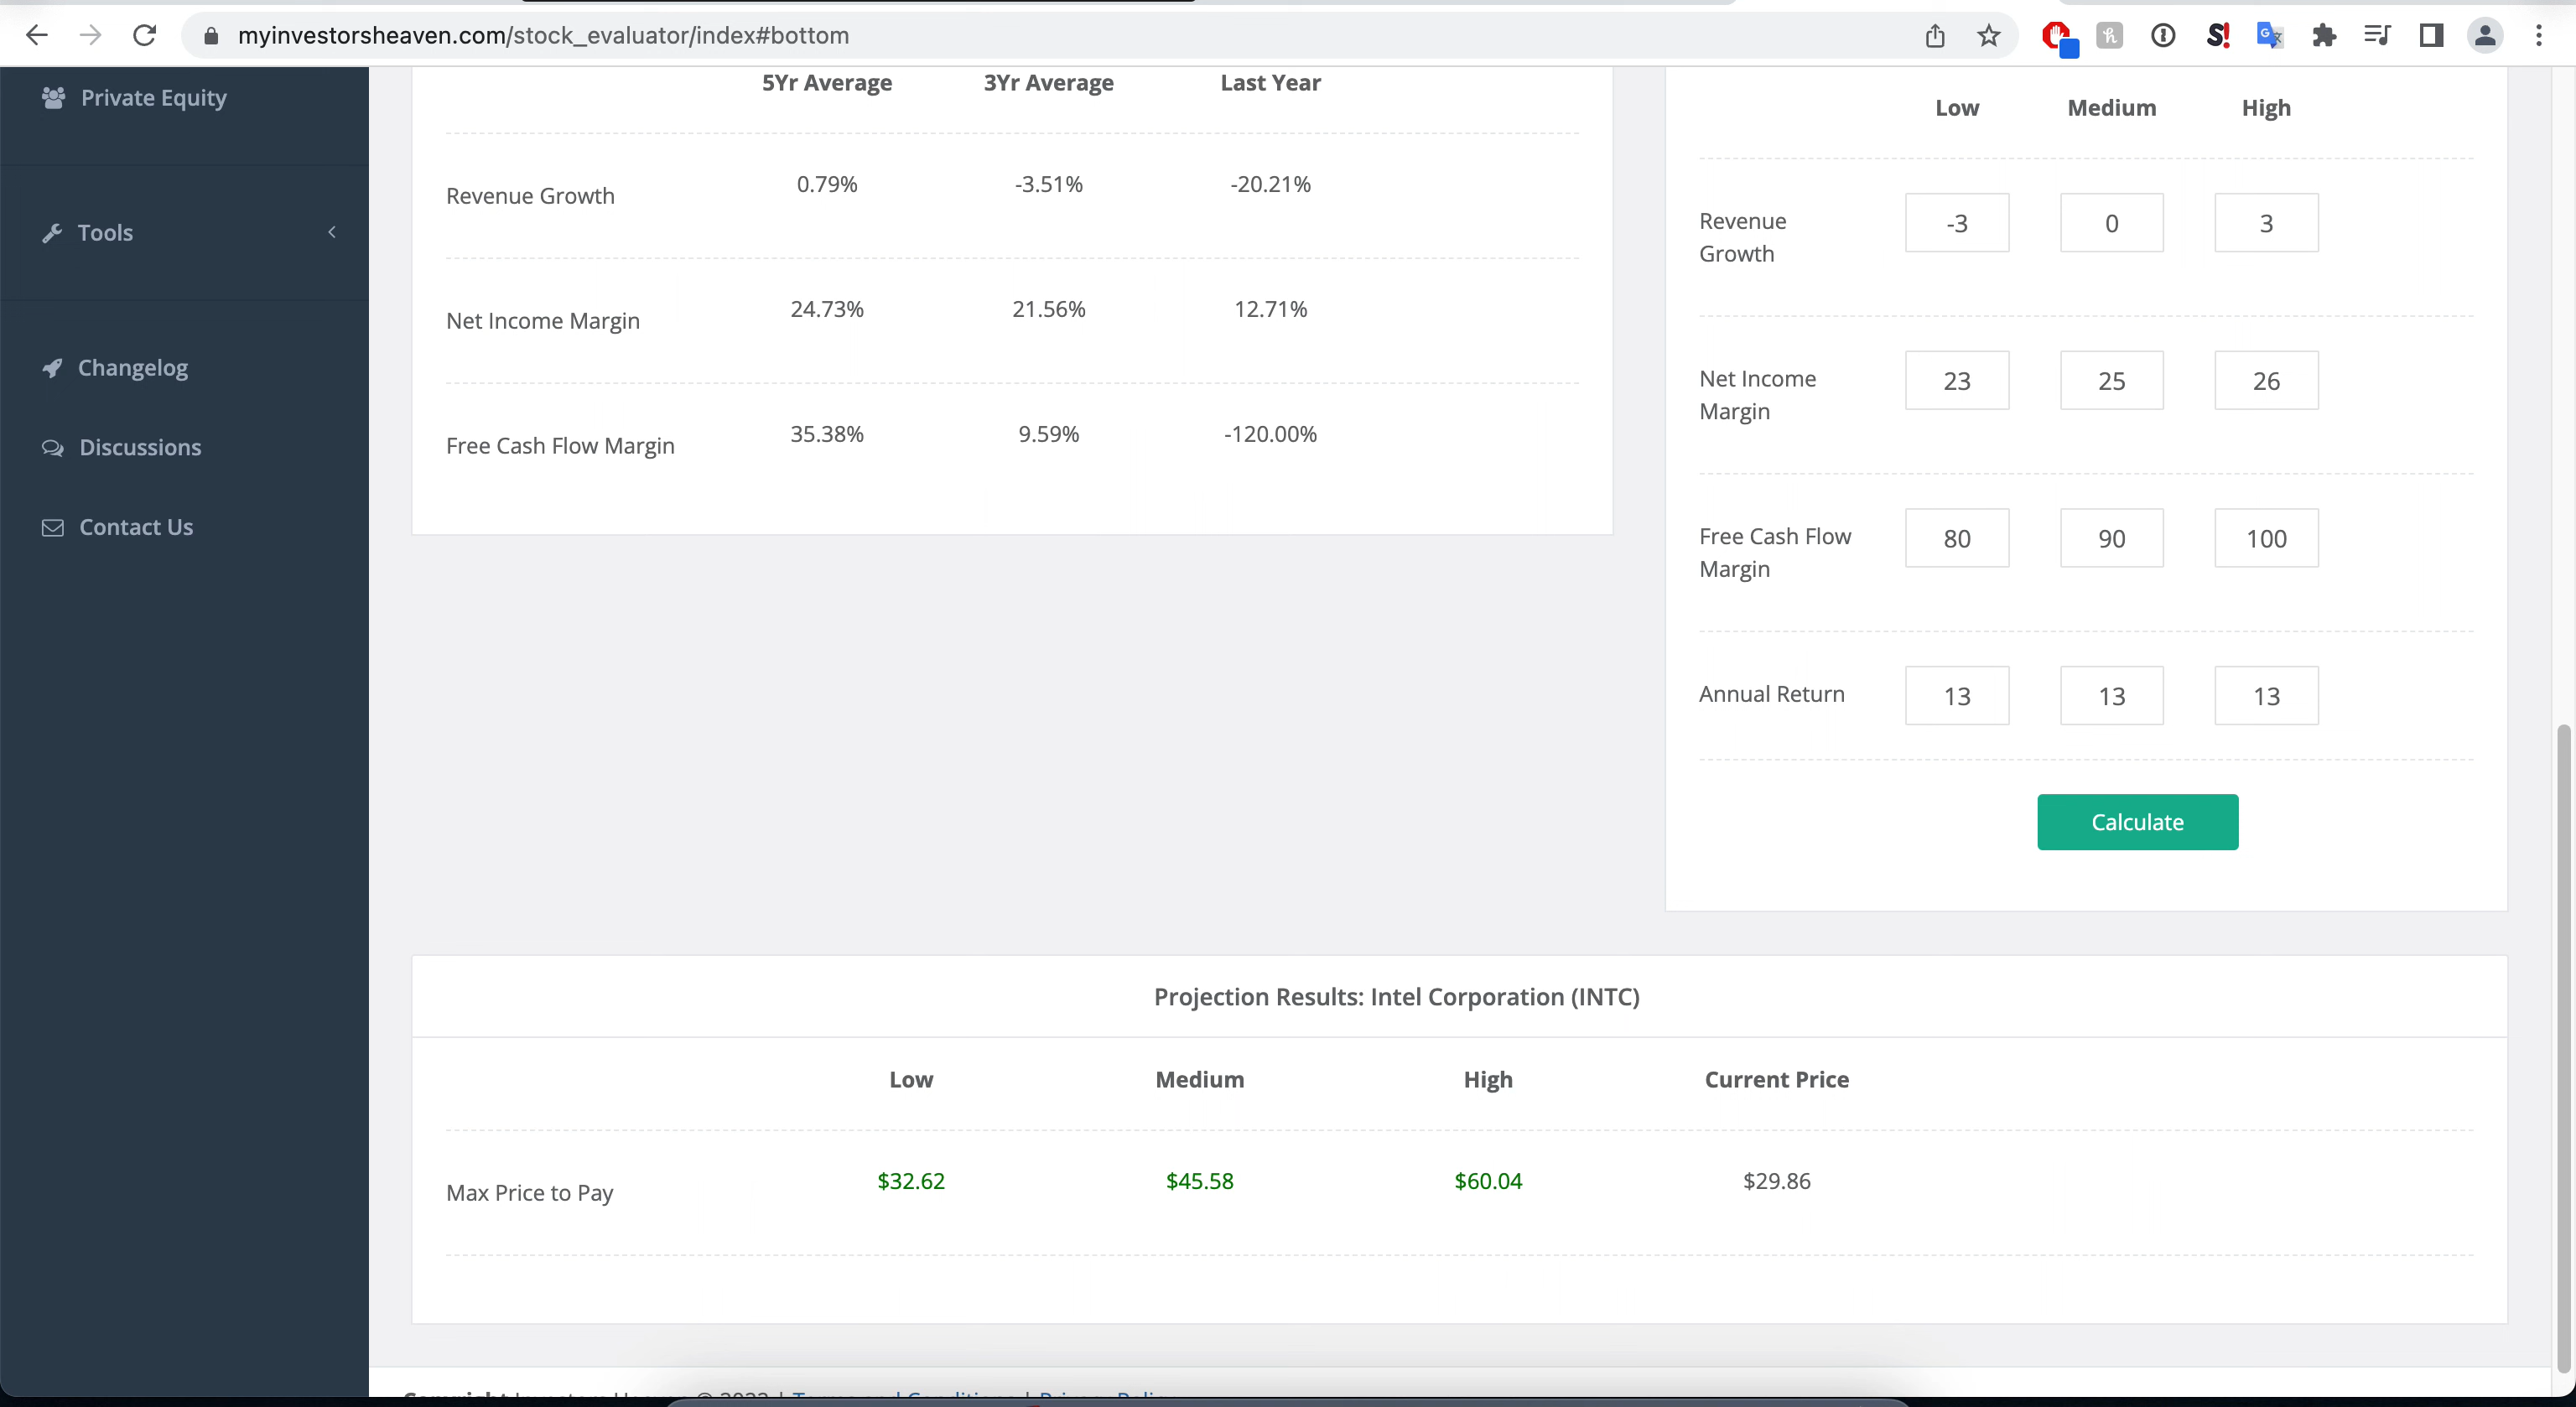 myinvestorsheaven.com/stock_evaluator/index#bottom
Private Equity
Tools
Changelog
Discussions
Contact Us
5Yr Average 3Yr Average Last Year
Revenue Growth 0.79% -3.51% -20.21%
Net Income Margin 24.73% 21.56% 12.71%
Free Cash Flow Margin 35.38% 9.59% -120.00%
Low Medium High
Revenue
Growth -3 0 3
Net Income
Margin 23 25 26
Free Cash Flow
Margin 80 90 100
Annual Return 13 13 13
Calculate
Projection Results: Intel Corporation (INTC)
Low Medium High Current Price
Max Price to Pay $32.62 $45.58 $60.04 $29.86